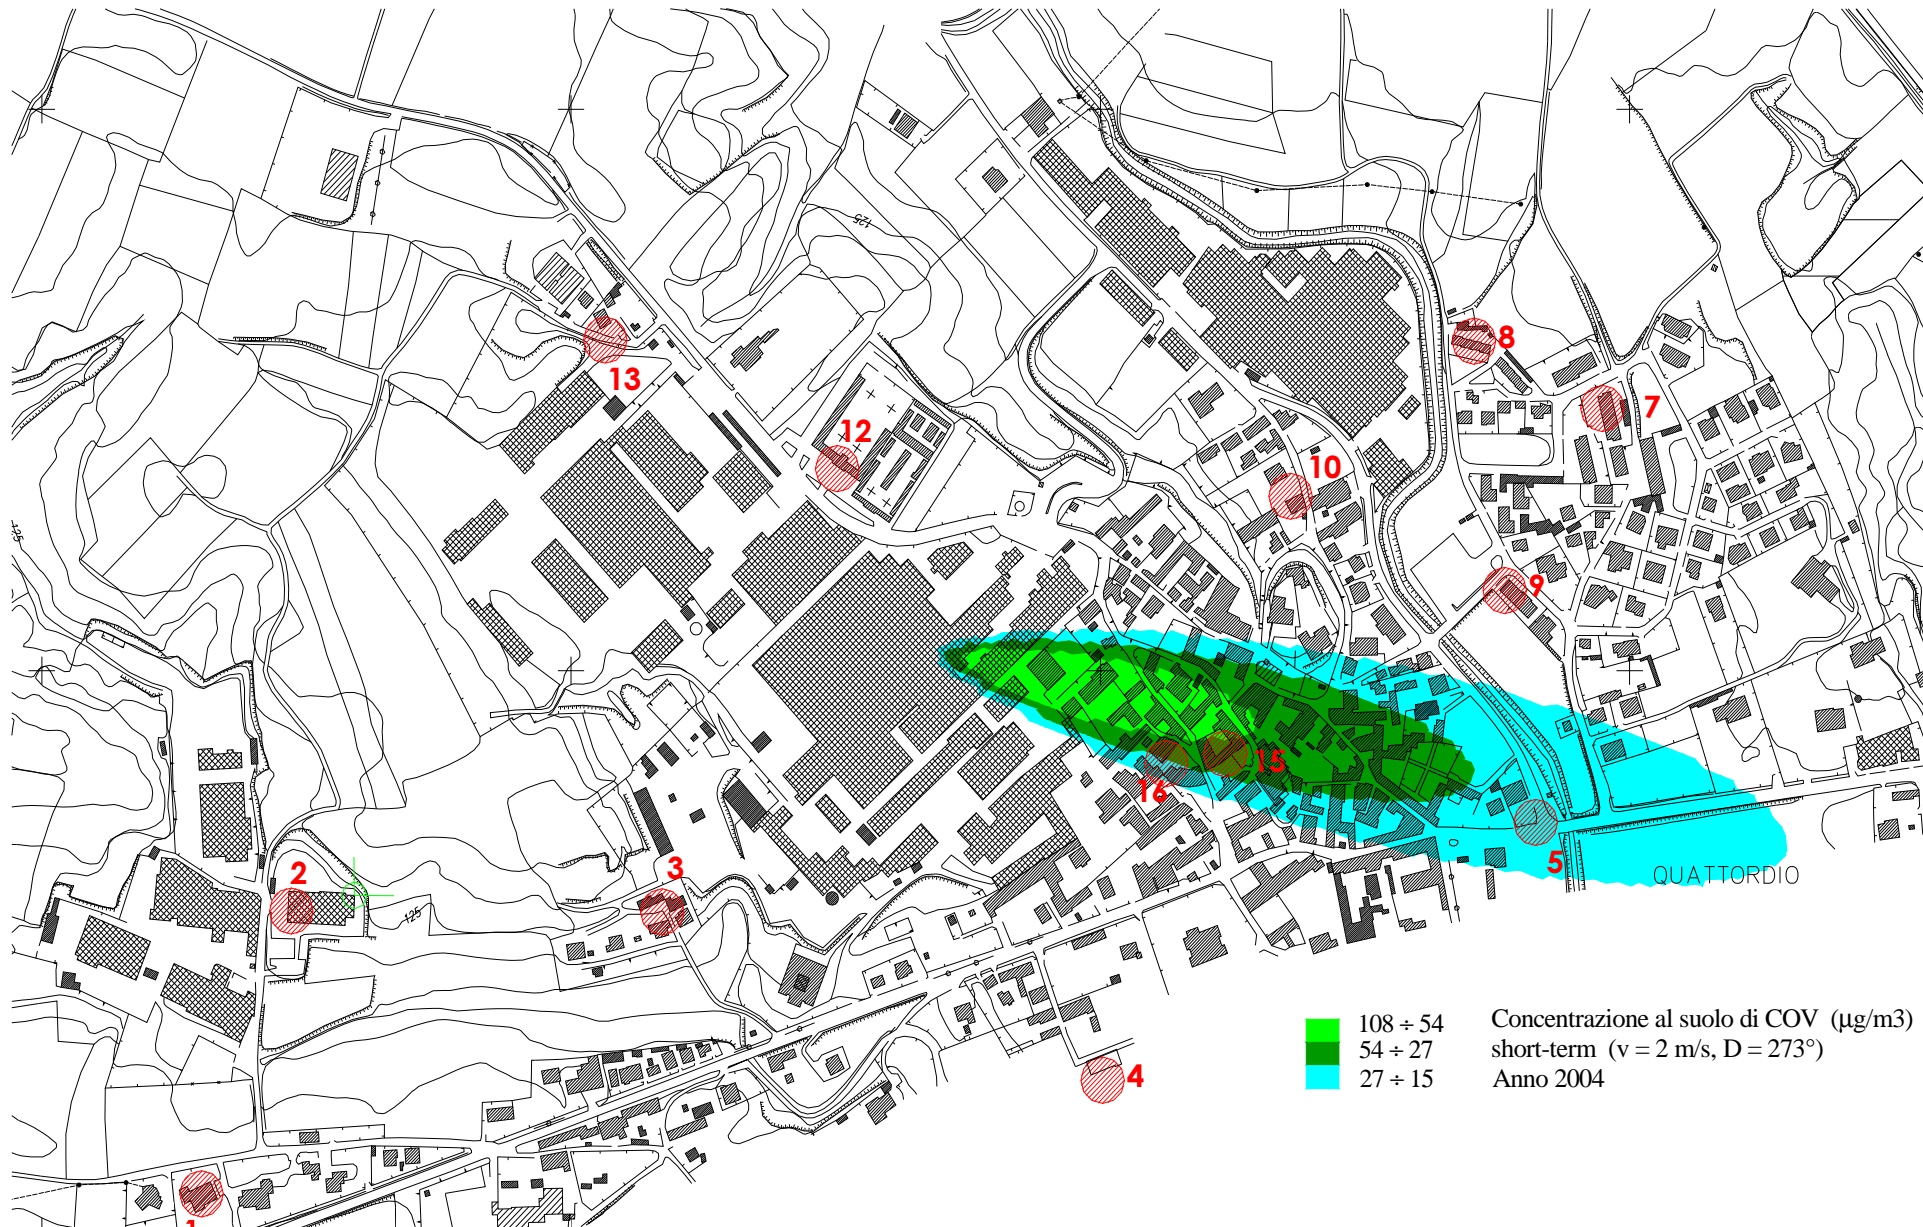 125
13
12
8
7
10
125
9
15
16
5
QUATTORDIO
2
3
125
4
1
108 ÷ 54
54 ÷ 27
27 ÷ 15
Concentrazione al suolo di COV (µg/m3)
short-term (v = 2 m/s, D = 273°)
Anno 2004